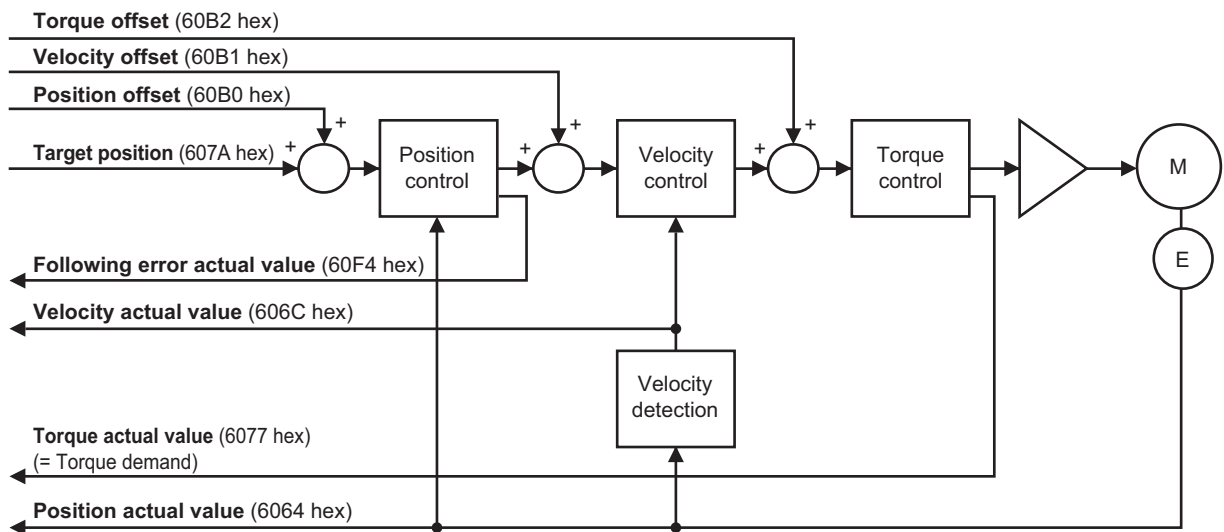 Torque offset (60B2 hex)
Velocity offset (60B1 hex)
Position offset (60B0 hex)
+
+
+
Target position (607A hex)
+
Position
control
+
Velocity
control
+
Torque
control
M
E
Following error actual value (60F4 hex)
Velocity actual value (606C hex)
Velocity
detection
Torque actual value (6077 hex)
(= Torque demand)
Position actual value (6064 hex)